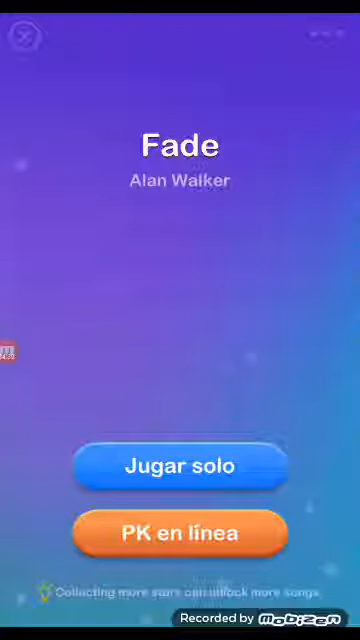 Fade
Alan Walker
Jugar solo
PK en línea
Collecting more stars can unlock more songs
Recorded by Mobizen